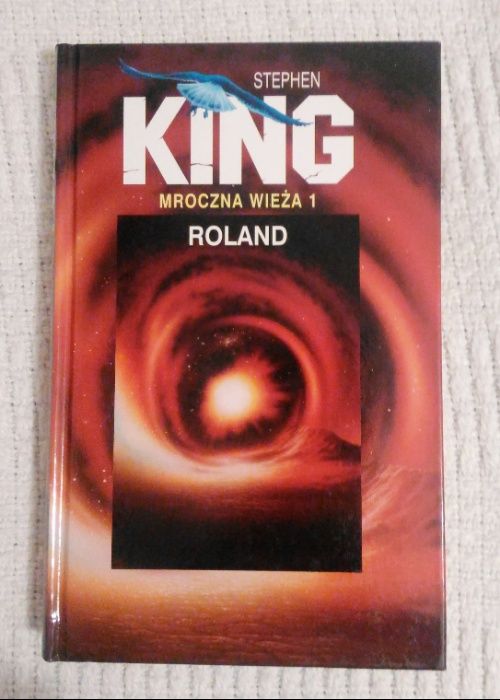 STEPHEN
KING
MROCZNA WIEŻA 1
ROLAND